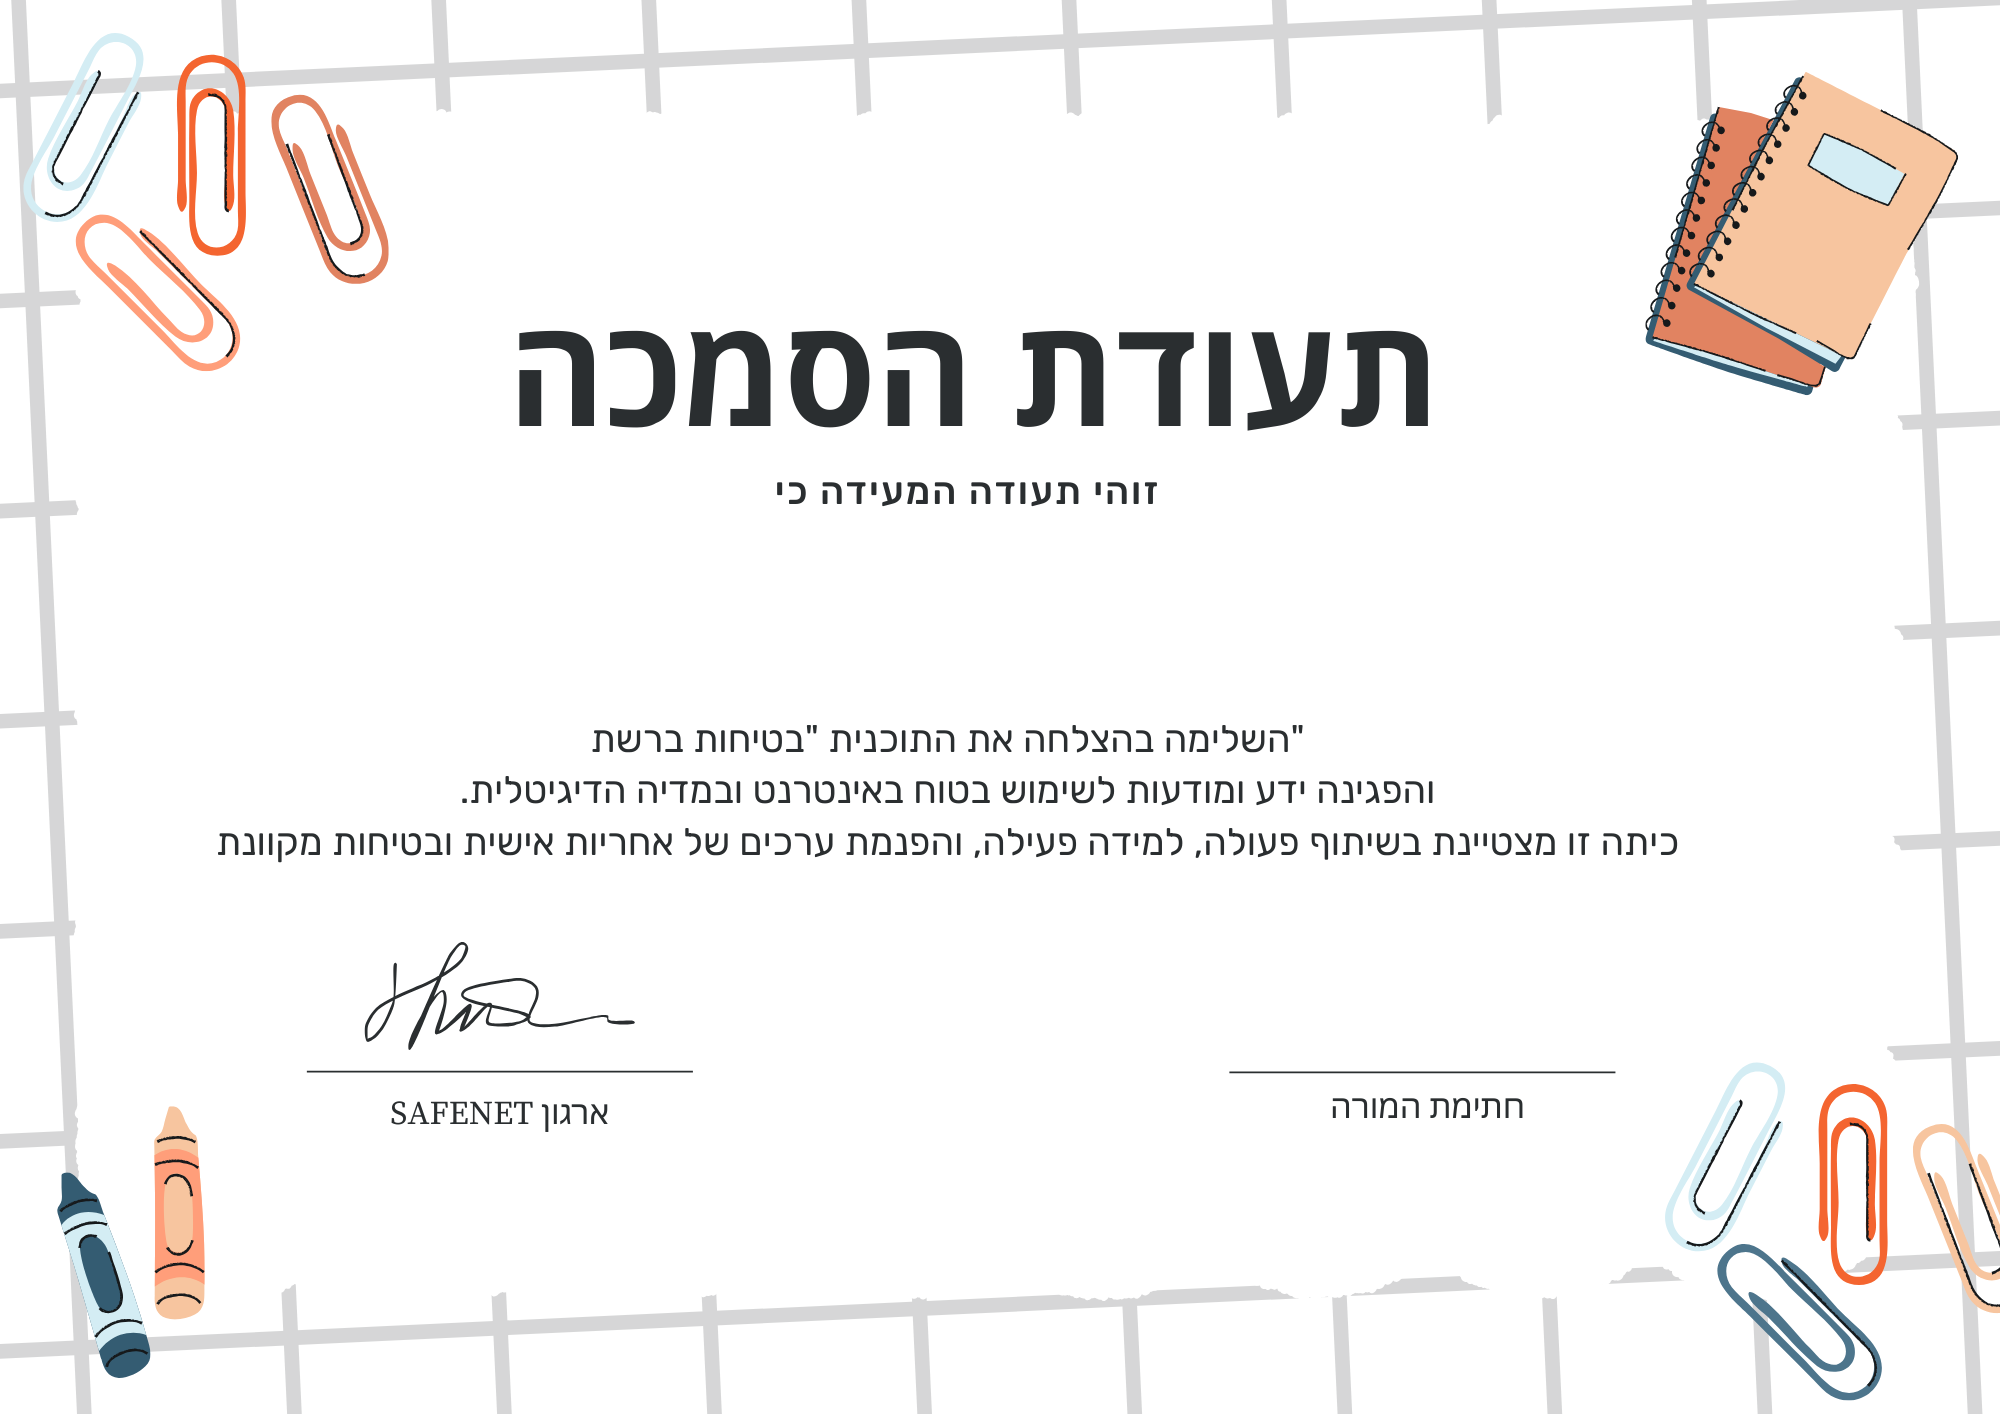 תעודת הסמכה
זוהי תעודה המעידה כי
"השלימה בהצלחה את התוכנית "בטיחות ברשת
והפגינה ידע ומודעות לשימוש בטוח באינטרנט ובמדיה הדיגיטלית.
כיתה זו מצטיינת בשיתוף פעולה, למידה פעילה, והפנמת ערכים של אחריות אישית ובטיחות מקוונת
חתימת המורה
ארגון SAFENET